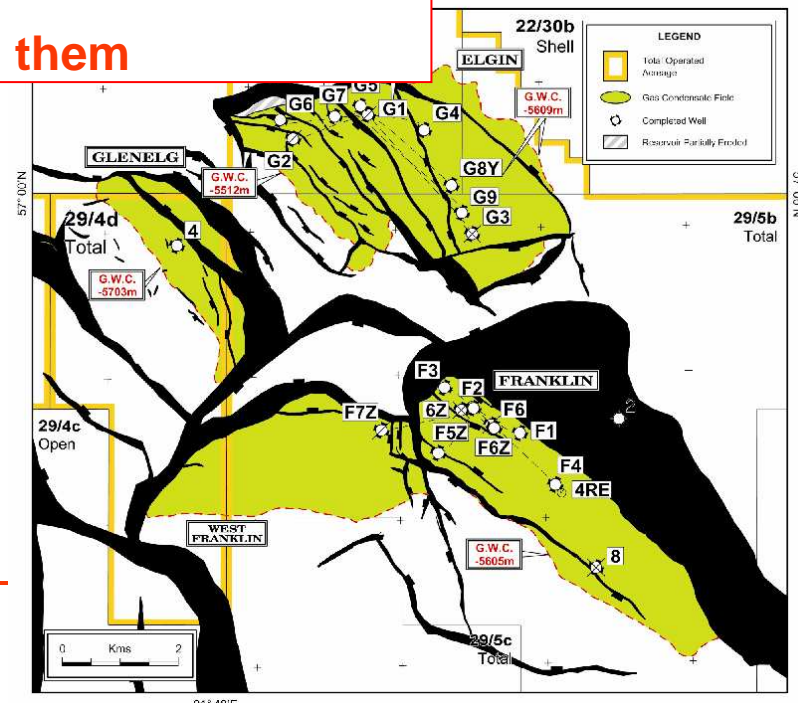 them
22/30b
Shell
ELGIN
LEGEND
Total Operated
Acreage
Gas Condensate Field
Completed Well
Reservoir Partially Eroded
G.W.C.
-5609m
G5
G7
G6
G1
G4
G2
GLENELG
G.W.C.
-5512m
G8Y
G9
G3
57° 00'N
29/4d
Total
4
29/5b
Total
G.W.C.
-5703m
F3
FRANKLIN
F2
F7Z
6Z
F6
2
29/4c
Open
F5Z
F6Z
F1
F4
4RE
WEST
FRANKLIN
G.W.C.
-5605m
8
0 Kms 2
29/5c
Total